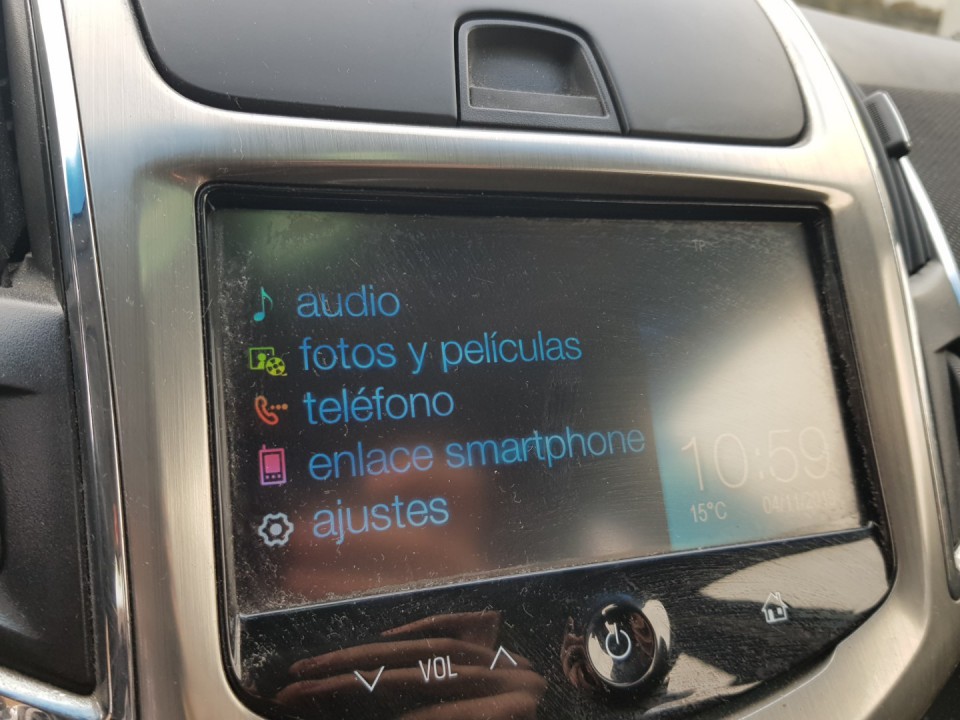 audio
fotos y películas
teléfono
enlace smartphone
ajustes
10:59
15°C
VOL